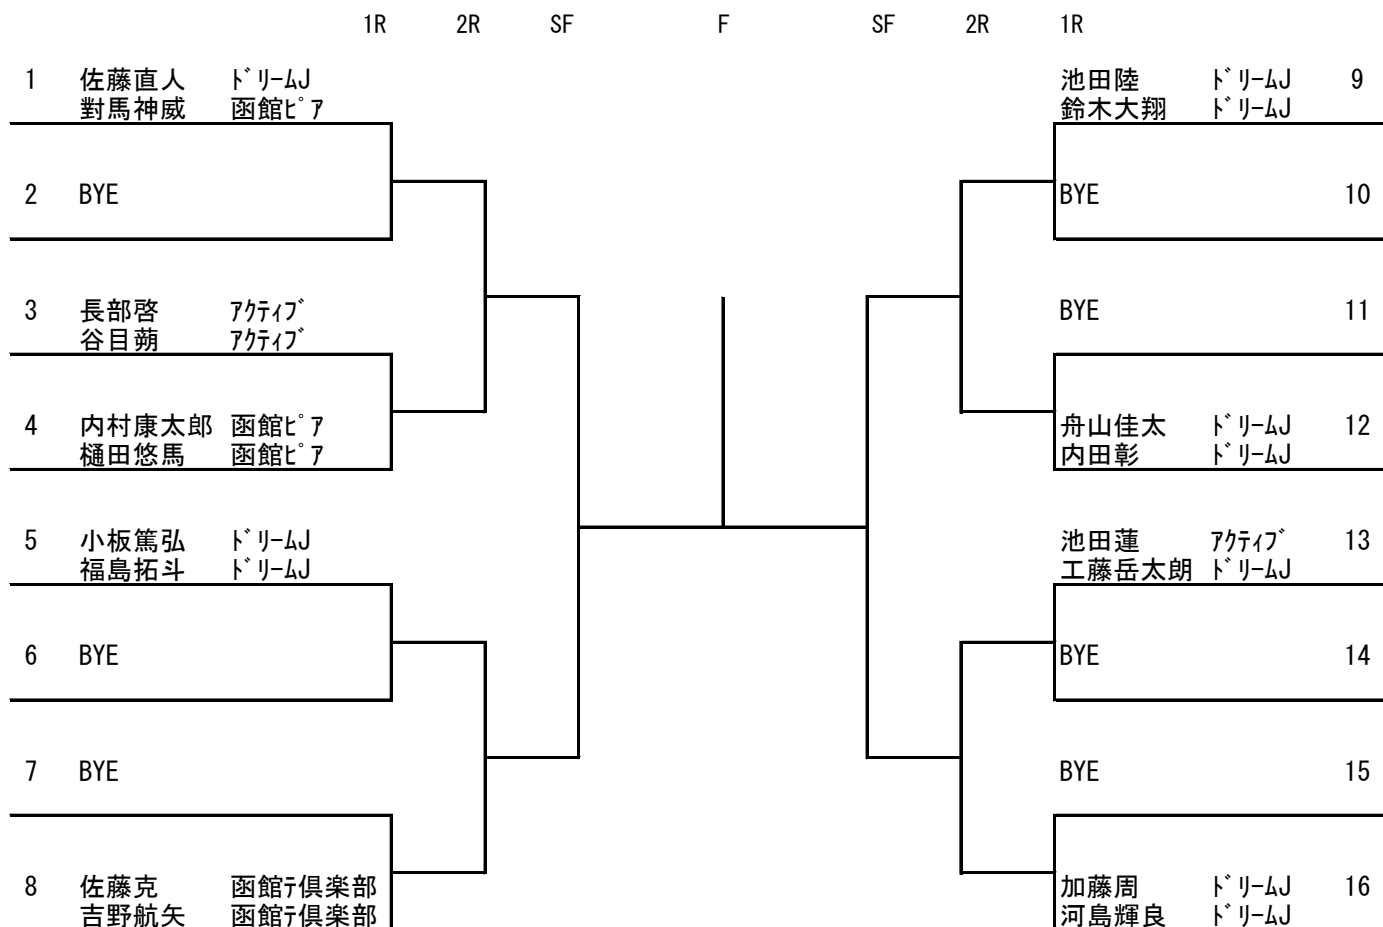 1R 2R SF F SF 2R 1R
1 佐藤直人 ﾄﾞﾘｰﾑJ 池田陸 ﾄﾞﾘｰﾑJ 9
對馬神威 函館ﾋﾟｱ 鈴木大翔 ﾄﾞﾘｰﾑJ
2 BYE BYE 10
3 長部啓 ｱｸﾃｨﾌﾞ BYE 11
谷目蒴 ｱｸﾃｨﾌﾞ
4 内村康太郎 函館ﾋﾟｱ 舟山佳太 ﾄﾞﾘｰﾑJ 12
樋田悠馬 函館ﾋﾟｱ 内田彰 ﾄﾞﾘｰﾑJ
5 小板篤弘 ﾄﾞﾘｰﾑJ 池田蓮 ｱｸﾃｨﾌﾞ 13
福島拓斗 ﾄﾞﾘｰﾑJ 工藤岳太朗 ﾄﾞﾘｰﾑJ
6 BYE BYE 14
7 BYE BYE 15
8 佐藤克 函館ﾃ倶楽部 加藤周 ﾄﾞﾘｰﾑJ 16
吉野航矢 函館ﾃ倶楽部 河島輝良 ﾄﾞﾘｰﾑJ